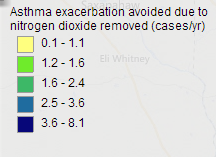 Saxapahaw
Asthma exacerbation avoided due to
nitrogen dioxide removed (cases/yr)
0.1 - 1.1
Eli Whitney
1.2 - 1.6
1.6 - 2.4
2.5 - 3.6
3.6 - 8.1